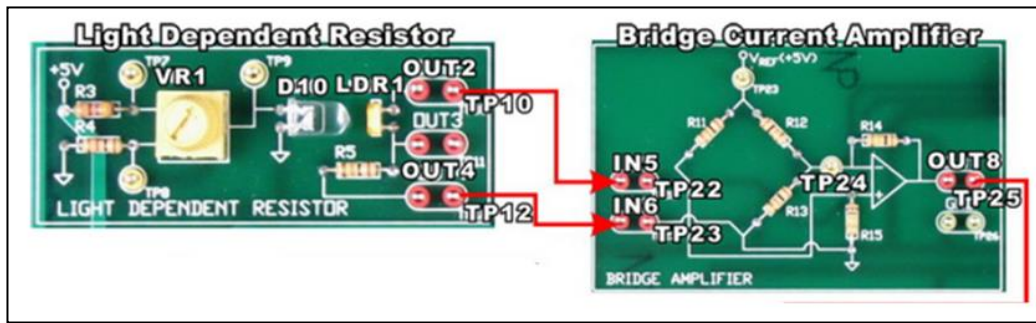 Light Dependent Resistor
Bridge Current Amplifier
+5V
TP7
VR1
TP9
D10
LDR1
OUT2
TP10
R3
R4
OUT3
R5
OUT4
TP8
TP12
LIGHT DEPENDENT RESISTOR
VREF(+5V)
R11
R12
R14
IN5
TP22
TP24
OUT8
TP25
IN6
TP23
R13
R15
TP26
BRIDGE AMPLIFIER